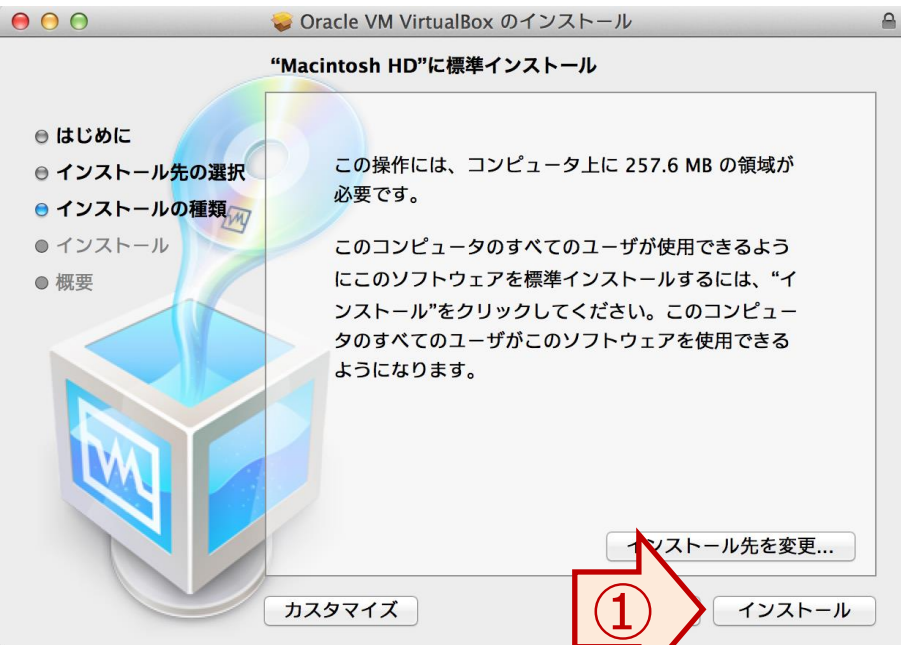 Oracle VM VirtualBox のインストール
“Macintosh HD”に標準インストール
はじめに
インストール先の選択
インストールの種類
インストール
概要
この操作には、コンピュータ上に 257.6 MB の領域が
必要です。
このコンピュータのすべてのユーザが使用できるよう
にこのソフトウェアを標準インストールするには、“イ
ンストール”をクリックしてください。このコンピュー
タのすべてのユーザがこのソフトウェアを使用できる
ようになります。
インストール先を変更...
カスタマイズ
①
インストール